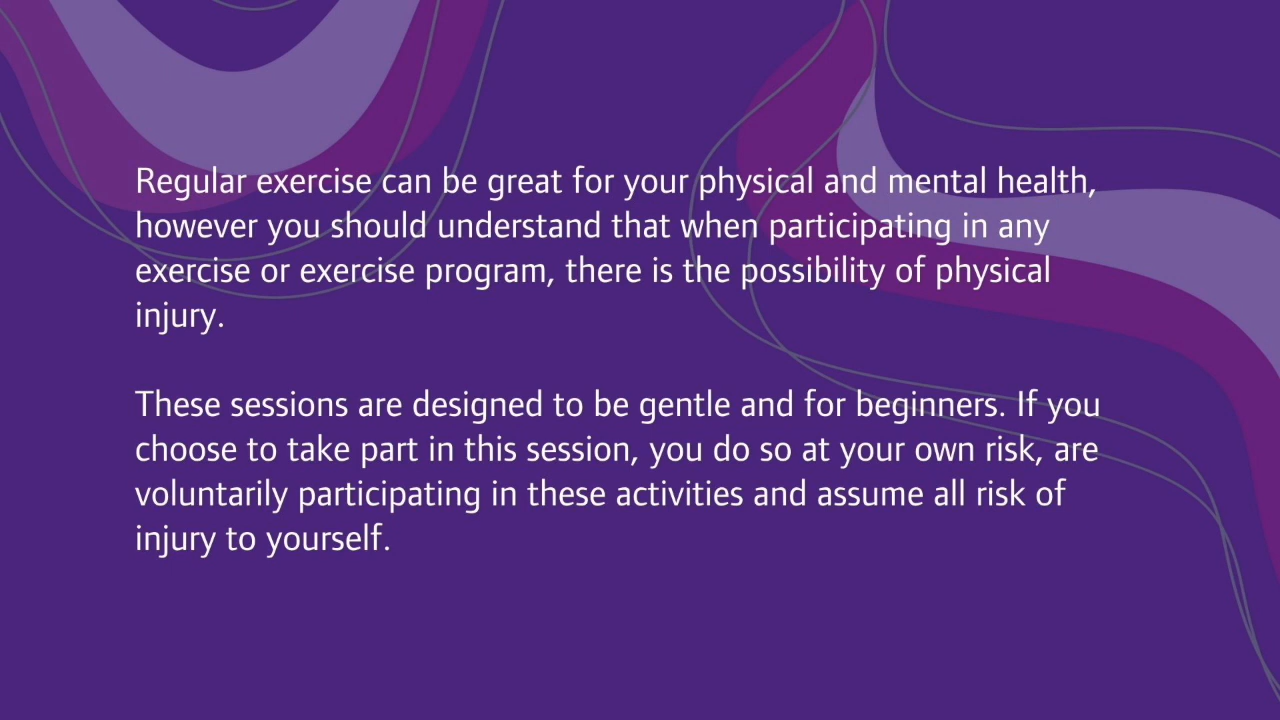 Regular exercise can be great for your physical and mental health,
however you should understand that when participating in any
exercise or exercise program, there is the possibility of physical
injury.
These sessions are designed to be gentle and for beginners. If you
choose to take part in this session, you do so at your own risk, are
voluntarily participating in these activities and assume all risk of
injury to yourself.